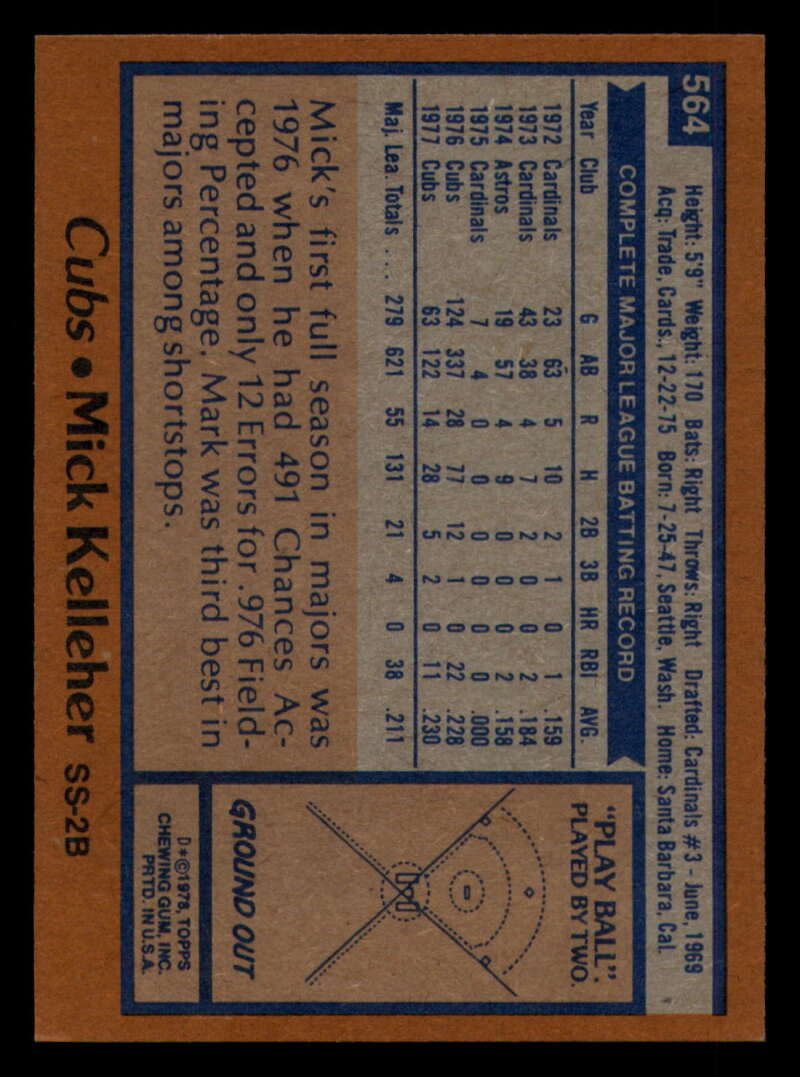 564
Height: 5'9" Weight: 170 Bats: Right Throws: Right Drafted: Cardinals #3 - June, 1969
Acq: Trade, Cards., 12-22-75 Born: 7-25-47, Seattle, Wash. Home: Santa Barbara, Cal.
COMPLETE MAJOR LEAGUE BATTING RECORD
Year Club G AB R H 2B 3B HR RBI AVG.
1972 Cardinals 23 63 5 10 2 1 0 1 .159
1973 Cardinals 43 38 4 7 2 0 0 2 .184
1974 Astros 19 57 4 9 0 0 0 2 .158
1975 Cardinals 7 4 0 0 0 0 0 0 .000
1976 Cubs 124 337 28 77 12 1 0 22 .228
1977 Cubs 63 122 14 28 5 2 0 11 .230
Maj. Lea. Totals .... 279 621 55 131 21 4 0 38 .211
Mick's first full season in majors was
1976 when he had 491 Chances Ac-
cepted and only 12 Errors for .976 Field-
ing Percentage. Mark was third best in
majors among shortstops.
"PLAY BALL".
PLAYED BY TWO.
GROUND OUT
D*©1978, TOPPS
CHEWING GUM, INC.
PRTD. IN U.S.A.
Cubs • Mick Kelleher SS-2B